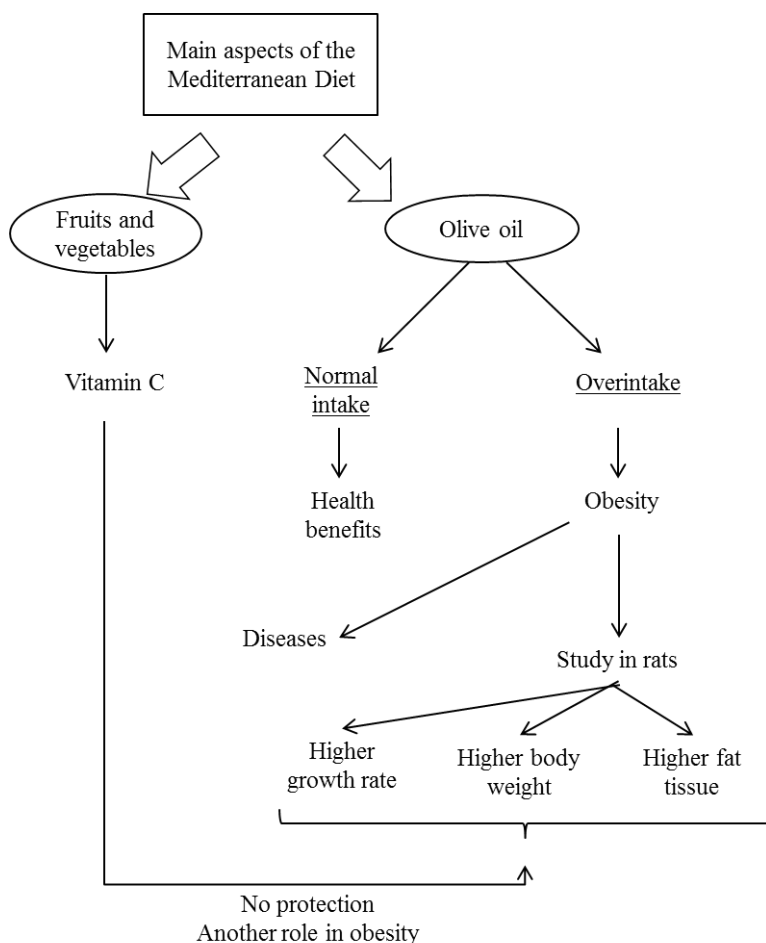 Main aspects of the
Mediterranean Diet
Fruits and
vegetables
Olive oil
Vitamin C
Normal
intake
Overintake
Health
benefits
Obesity
Diseases
Study in rats
Higher
growth rate
Higher body
weight
Higher fat
tissue
No protection
Another role in obesity